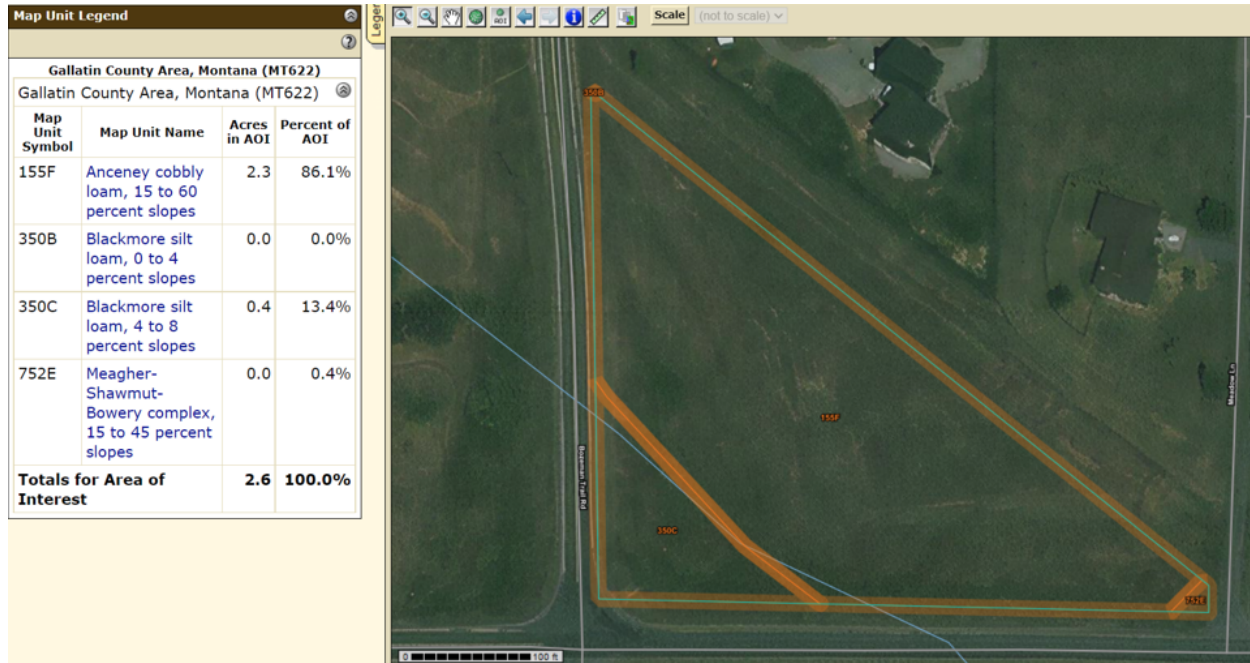 Map Unit Legend
Gallatin County Area, Montana (MT622)
Gallatin County Area, Montana (MT622)
Map Unit Symbol Map Unit Name Acres in AOI Percent of AOI
155F Anceney cobbly loam, 15 to 60 percent slopes 2.3 86.1%
350B Blackmore silt loam, 0 to 4 percent slopes 0.0 0.0%
350C Blackmore silt loam, 4 to 8 percent slopes 0.4 13.4%
752E Meagher-Shawmut-Bowery complex, 15 to 45 percent slopes 0.0 0.4%
Totals for Area of Interest 2.6 100.0%
Legen
AOI
Scale (not to scale)
350B
155F
350C
752E
Bozeman Trail Rd
Meadow Ln
0 100 ft